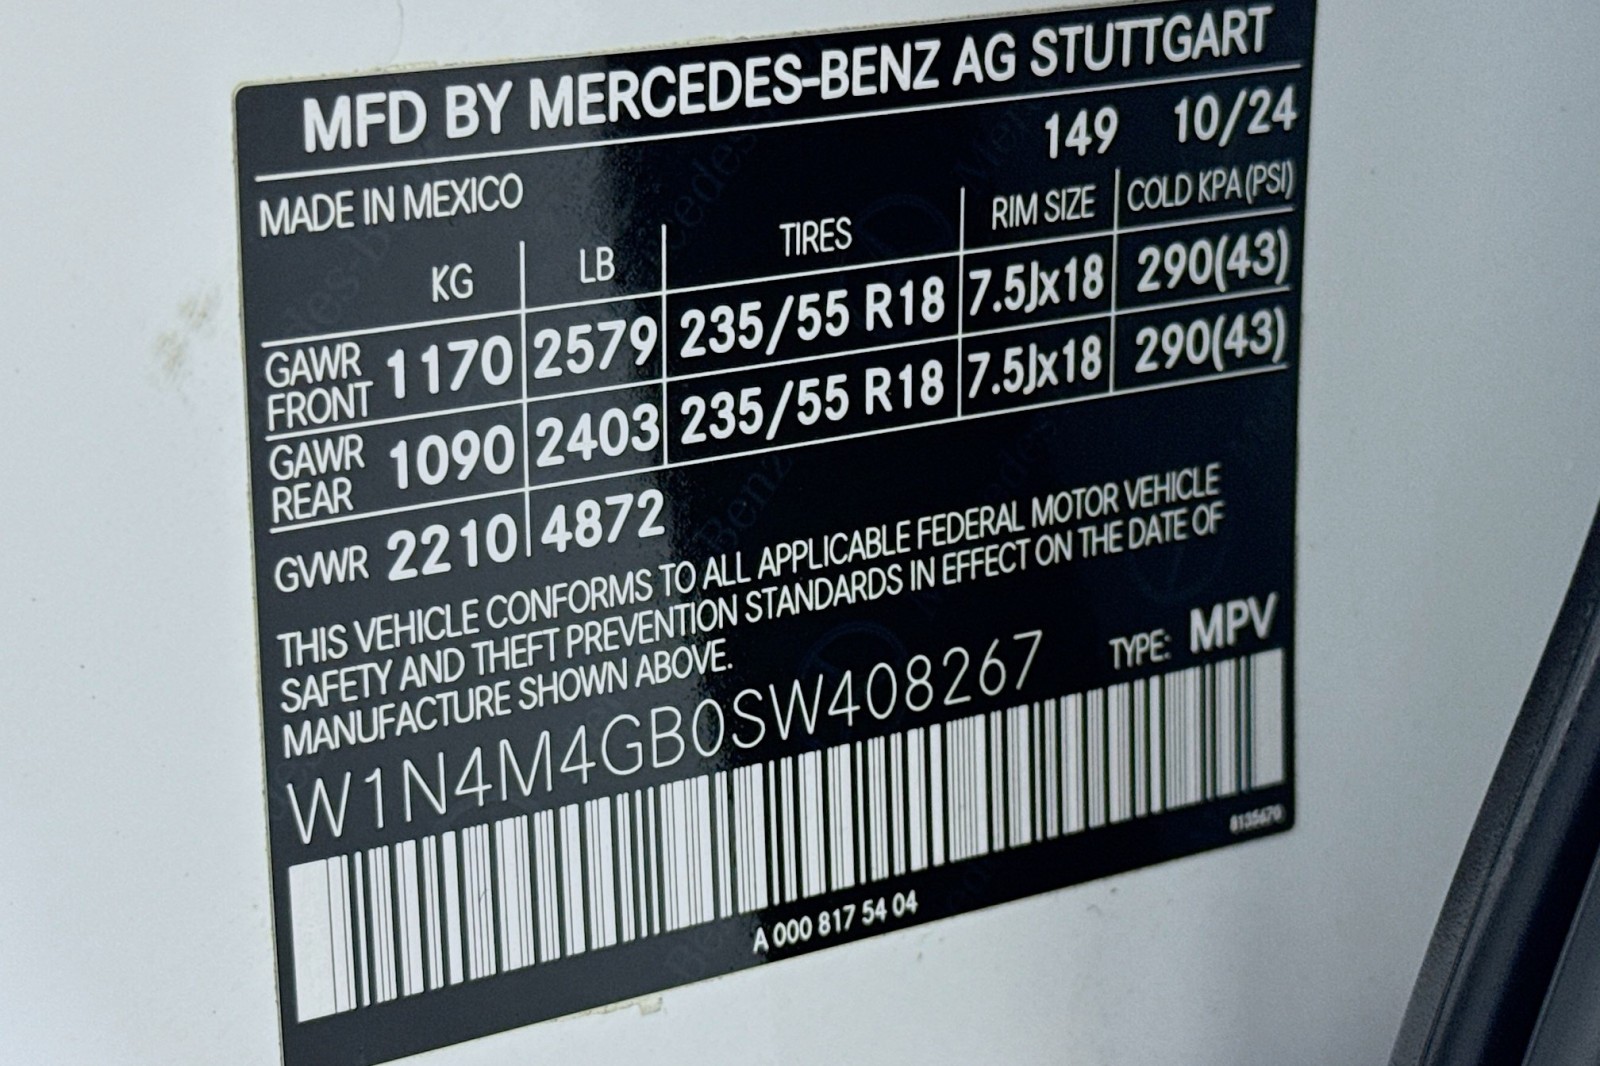 MFD BY MERCEDES-BENZ AG STUTTGART
149 10/24
MADE IN MEXICO
KG LB TIRES RIM SIZE COLD KPA (PSI)
GAWR FRONT 1170 2579 235/55 R18 7.5Jx18 290(43)
GAWR REAR 1090 2403 235/55 R18 7.5Jx18 290(43)
GVWR 2210 4872
THIS VEHICLE CONFORMS TO ALL APPLICABLE FEDERAL MOTOR VEHICLE
SAFETY AND THEFT PREVENTION STANDARDS IN EFFECT ON THE DATE OF
MANUFACTURE SHOWN ABOVE.
W1N4M4GB0SW408267 TYPE: MPV
8135670
A 000 817 54 04